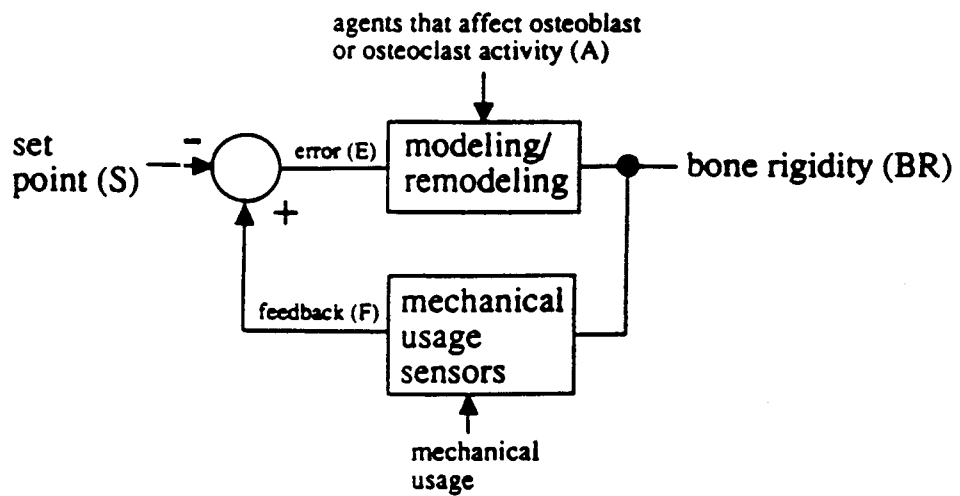 agents that affect osteoblast
or osteoclast activity (A)
set
point (S)
-
error (E)
modeling/
remodeling
bone rigidity (BR)
+
feedback (F)
mechanical
usage
sensors
mechanical
usage